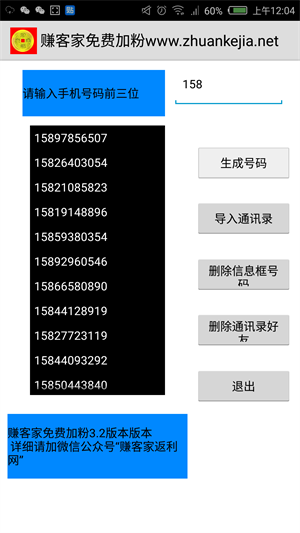 60% 上午12:04
赚客家免费加粉www.zhuankejia.net
请输入手机号码前三位
158
15897856507
15826403054
15821085823
15819148896
15859380354
15892960546
15866580890
15844128919
15827723119
15844093292
15850443840
生成号码
导入通讯录
删除信息框号
码
删除通讯录好
友
退出
赚客家免费加粉3.2版本版本
详细请加微信公众号“赚客家返利
网”